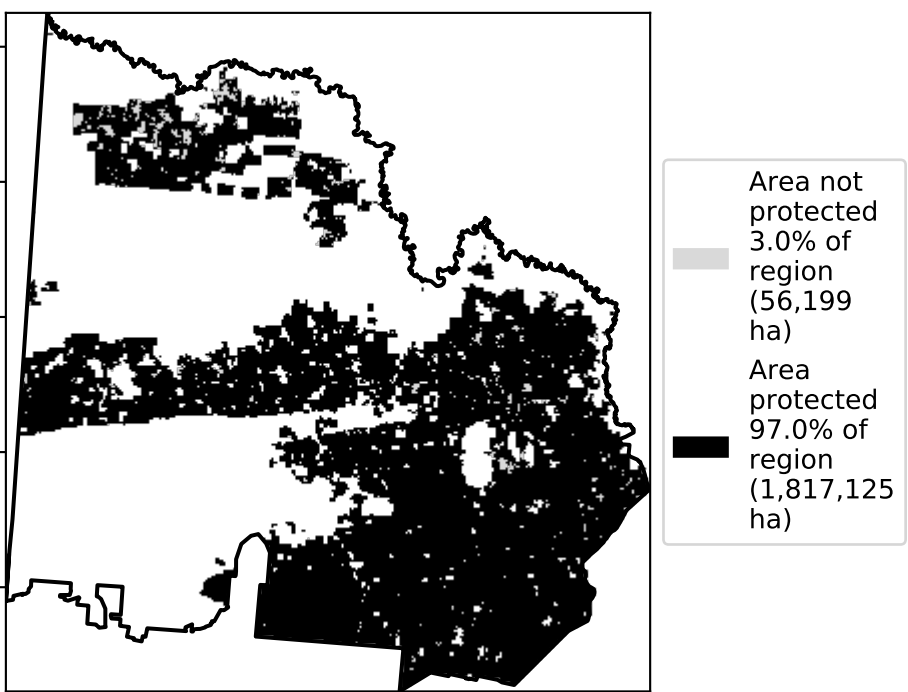 Area not
protected
3.0% of
region
(56,199
ha)
Area
protected
97.0% of
region
(1,817,125
ha)